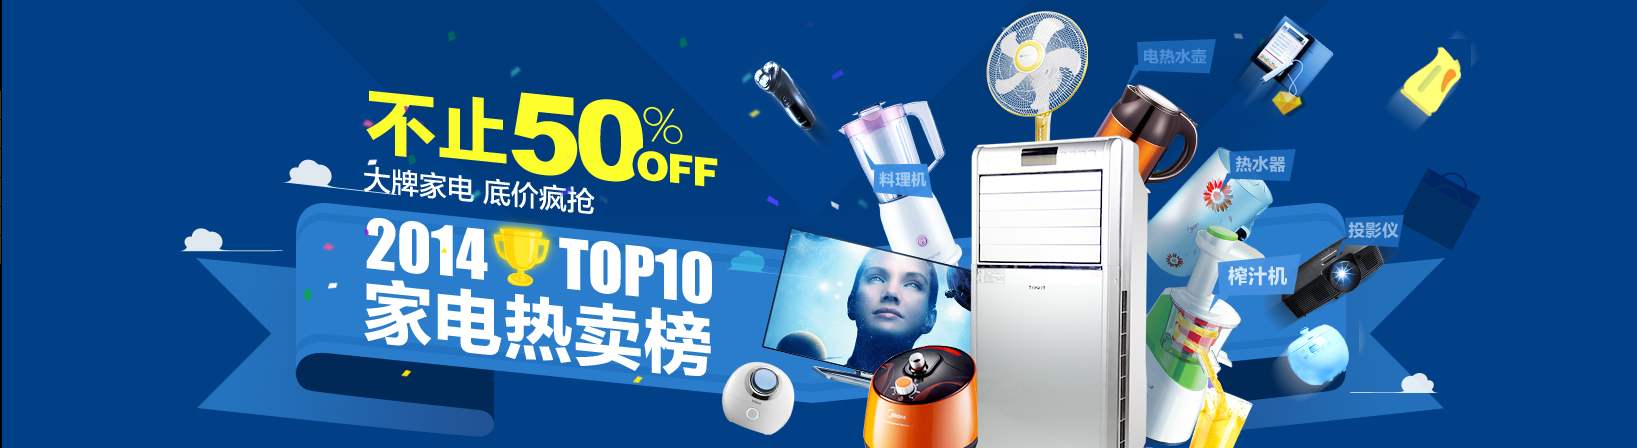 不止50%OFF
大牌家电 底价疯抢
2014 TOP10
家电热卖榜
电热水壶
料理机
热水器
投影仪
榨汁机
Midea